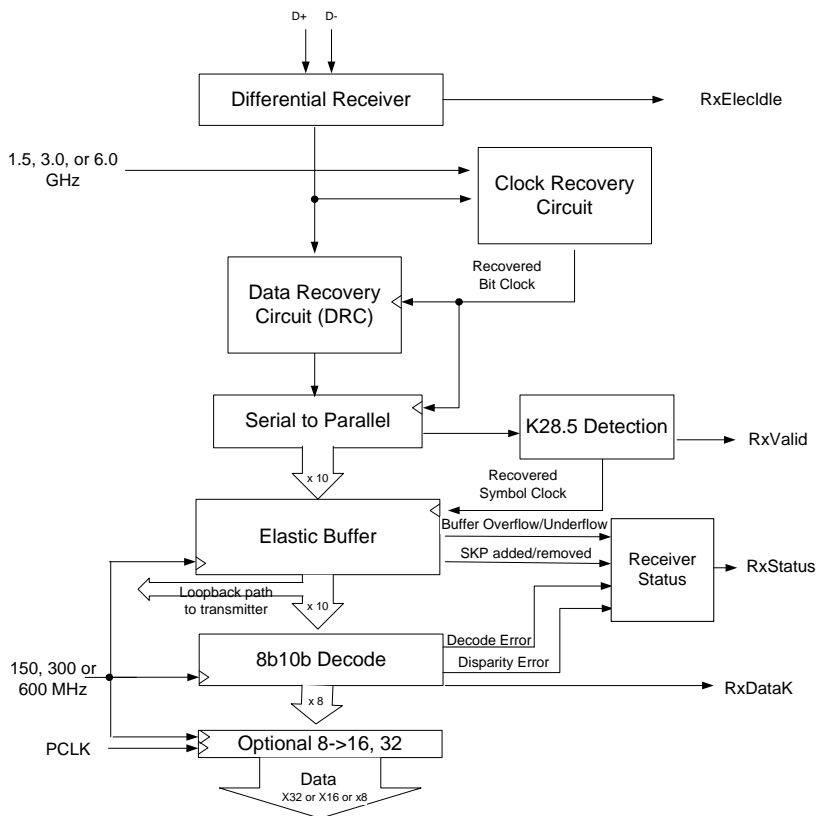 D+ D-
Differential Receiver
RxElecIdle
1.5, 3.0, or 6.0
GHz
Clock Recovery
Circuit
Recovered
Bit Clock
Data Recovery
Circuit (DRC)
Serial to Parallel
K28.5 Detection
RxValid
x 10
Recovered
Symbol Clock
Elastic Buffer
Buffer Overflow/Underflow
SKP added/removed
Receiver
Status
RxStatus
Loopback path
to transmitter
x 10
Decode Error
8b10b Decode
Disparity Error
150, 300 or
600 MHz
RxDataK
x 8
PCLK
Optional 8->16, 32
Data
X32 or X16 or x8